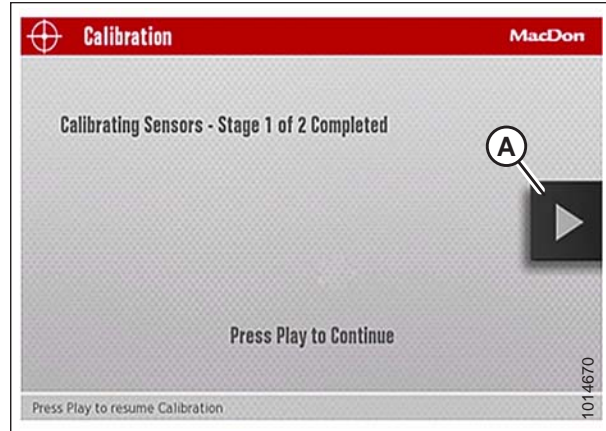 Calibration
MacDon
Calibrating Sensors - Stage 1 of 2 Completed
A
Press Play to Continue
Press Play to resume Calibration
1014670